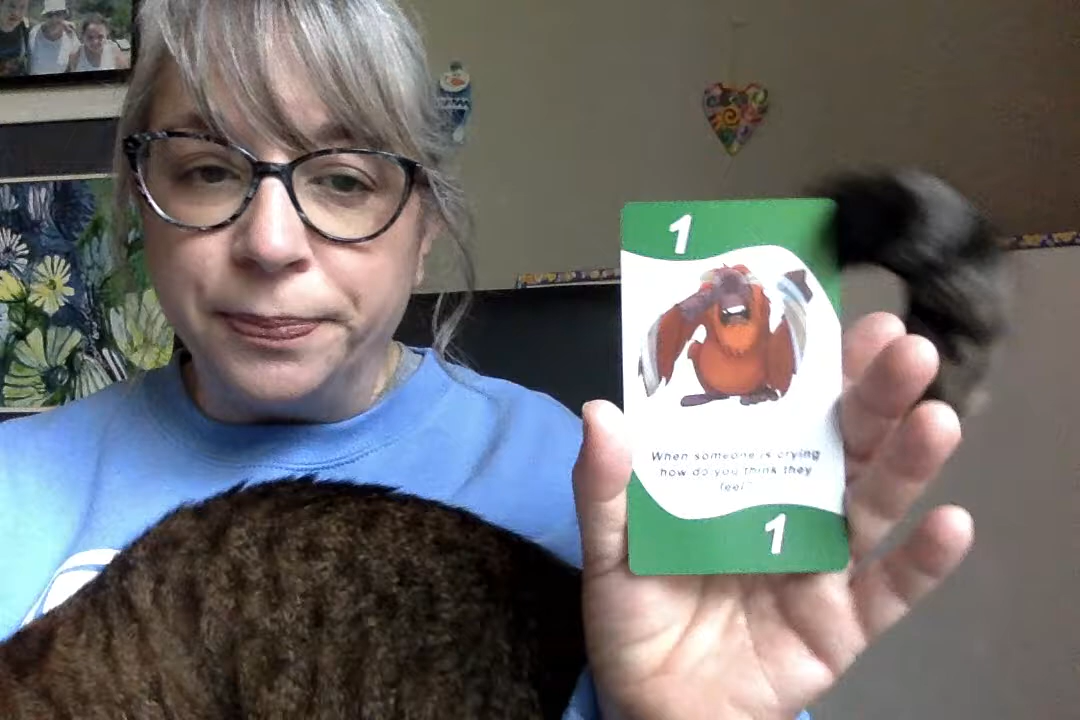 1
When someone is crying
how do you think they
feel?
1